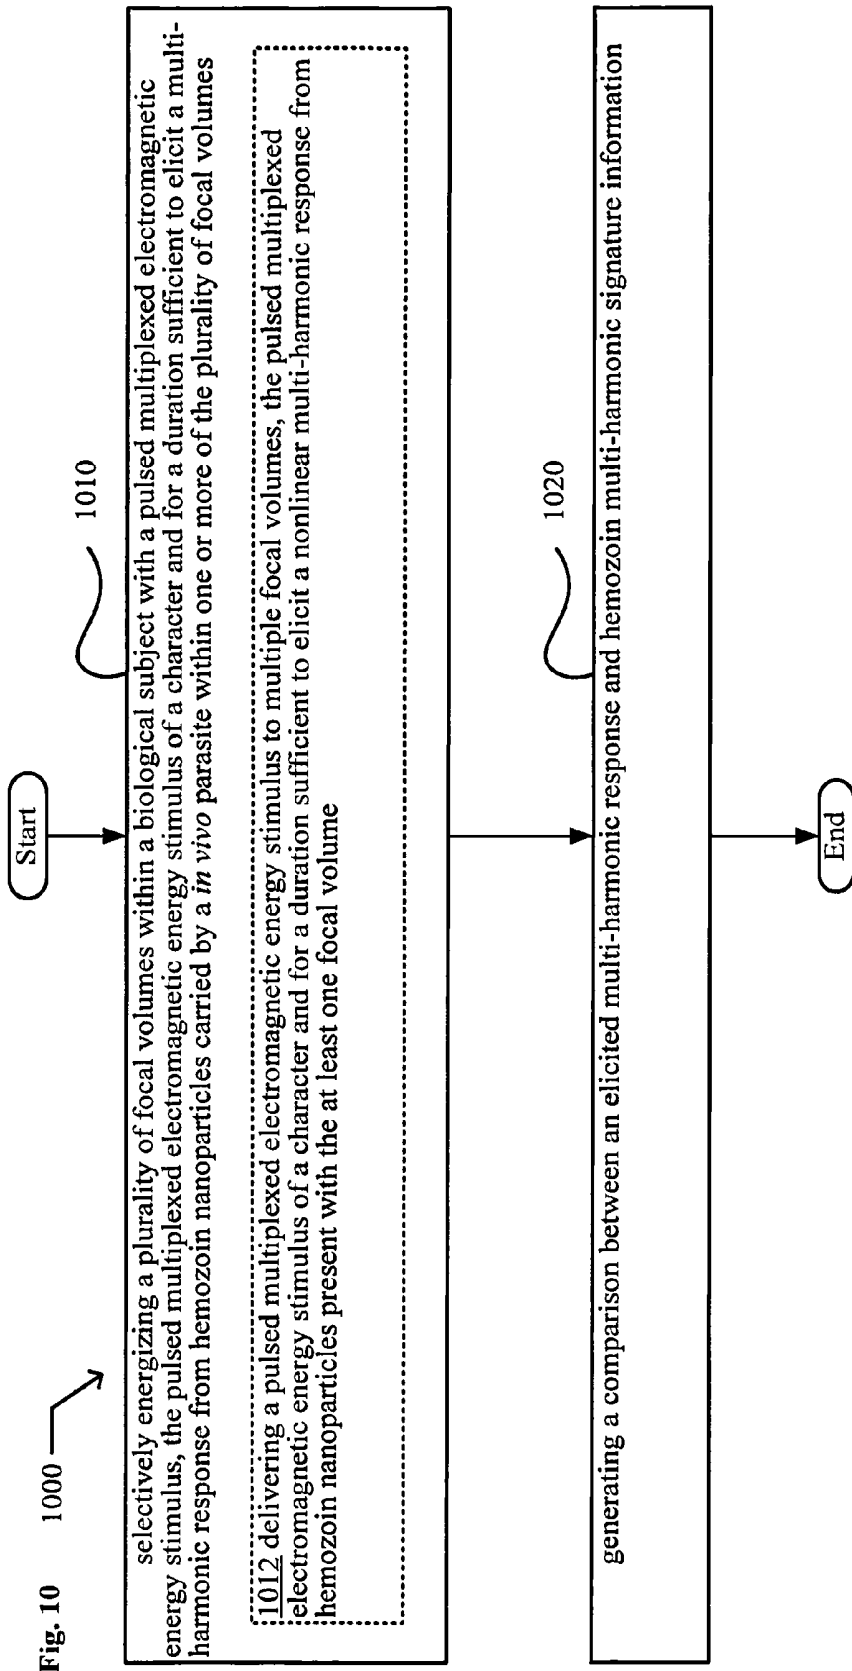 Fig. 10
1000
Start
1010
selectively energizing a plurality of focal volumes within a biological subject with a pulsed multiplexed electromagnetic
energy stimulus, the pulsed multiplexed electromagnetic energy stimulus of a character and for a duration sufficient to elicit a multi-
harmonic response from hemozoin nanoparticles carried by a in vivo parasite within one or more of the plurality of focal volumes
1012 delivering a pulsed multiplexed electromagnetic energy stimulus to multiple focal volumes, the pulsed multiplexed
electromagnetic energy stimulus of a character and for a duration sufficient to elicit a nonlinear multi-harmonic response from
hemozoin nanoparticles present with the at least one focal volume
1020
generating a comparison between an elicited multi-harmonic response and hemozoin multi-harmonic signature information
End